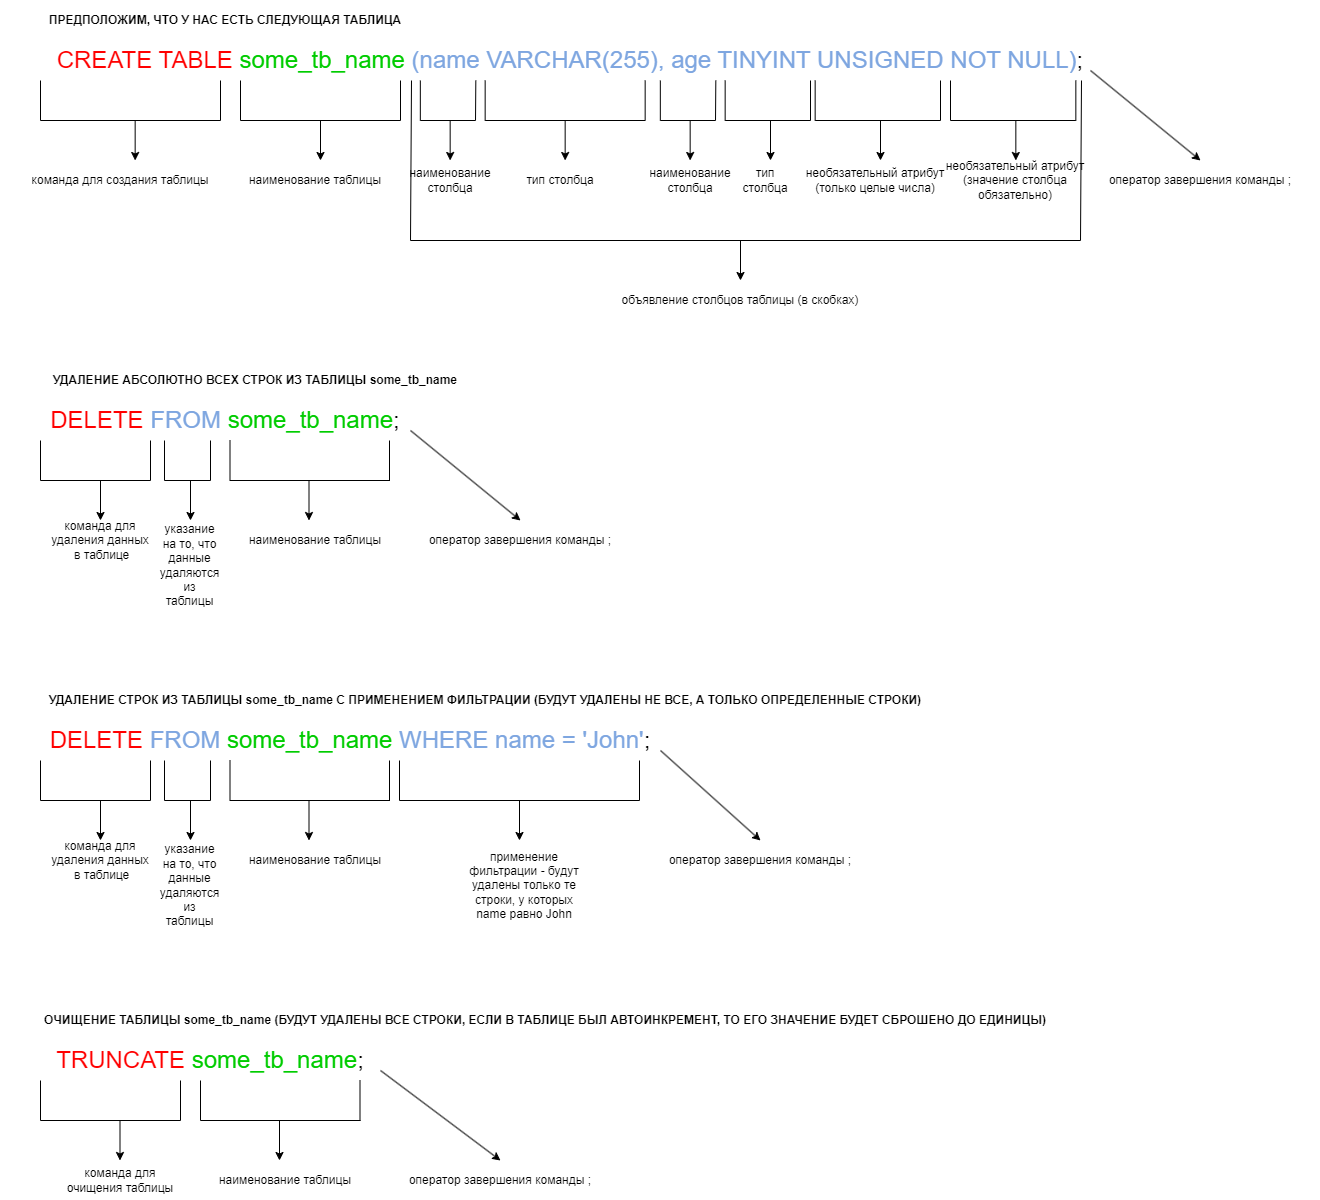 ПРЕДПОЛОЖИМ, ЧТО У НАС ЕСТЬ СЛЕДУЮЩАЯ ТАБЛИЦА
CREATE TABLE some_tb_name (name VARCHAR(255), age TINYINT UNSIGNED NOT NULL);
команда для создания таблицы
наименование таблицы
наименование
столбца
тип столбца
наименование
столбца
тип
столбца
необязательный атрибут
(только целые числа)
необязательный атрибут
(значение столбца
обязательно)
оператор завершения команды ;
объявление столбцов таблицы (в скобках)
УДАЛЕНИЕ АБСОЛЮТНО ВСЕХ СТРОК ИЗ ТАБЛИЦЫ some_tb_name
DELETE FROM some_tb_name;
команда для
удаления данных
в таблице
указание
на то, что
данные
удаляются
из
таблицы
наименование таблицы
оператор завершения команды ;
УДАЛЕНИЕ СТРОК ИЗ ТАБЛИЦЫ some_tb_name С ПРИМЕНЕНИЕМ ФИЛЬТРАЦИИ (БУДУТ УДАЛЕНЫ НЕ ВСЕ, А ТОЛЬКО ОПРЕДЕЛЕННЫЕ СТРОКИ)
DELETE FROM some_tb_name WHERE name = 'John';
команда для
удаления данных
в таблице
указание
на то, что
данные
удаляются
из
таблицы
наименование таблицы
применение
фильтрации - будут
удалены только те
строки, у которых
name равно John
оператор завершения команды ;
ОЧИЩЕНИЕ ТАБЛИЦЫ some_tb_name (БУДУТ УДАЛЕНЫ ВСЕ СТРОКИ, ЕСЛИ В ТАБЛИЦЕ БЫЛ АВТОИНКРЕМЕНТ, ТО ЕГО ЗНАЧЕНИЕ БУДЕТ СБРОШЕНО ДО ЕДИНИЦЫ)
TRUNCATE some_tb_name;
команда для
очищения таблицы
наименование таблицы
оператор завершения команды ;